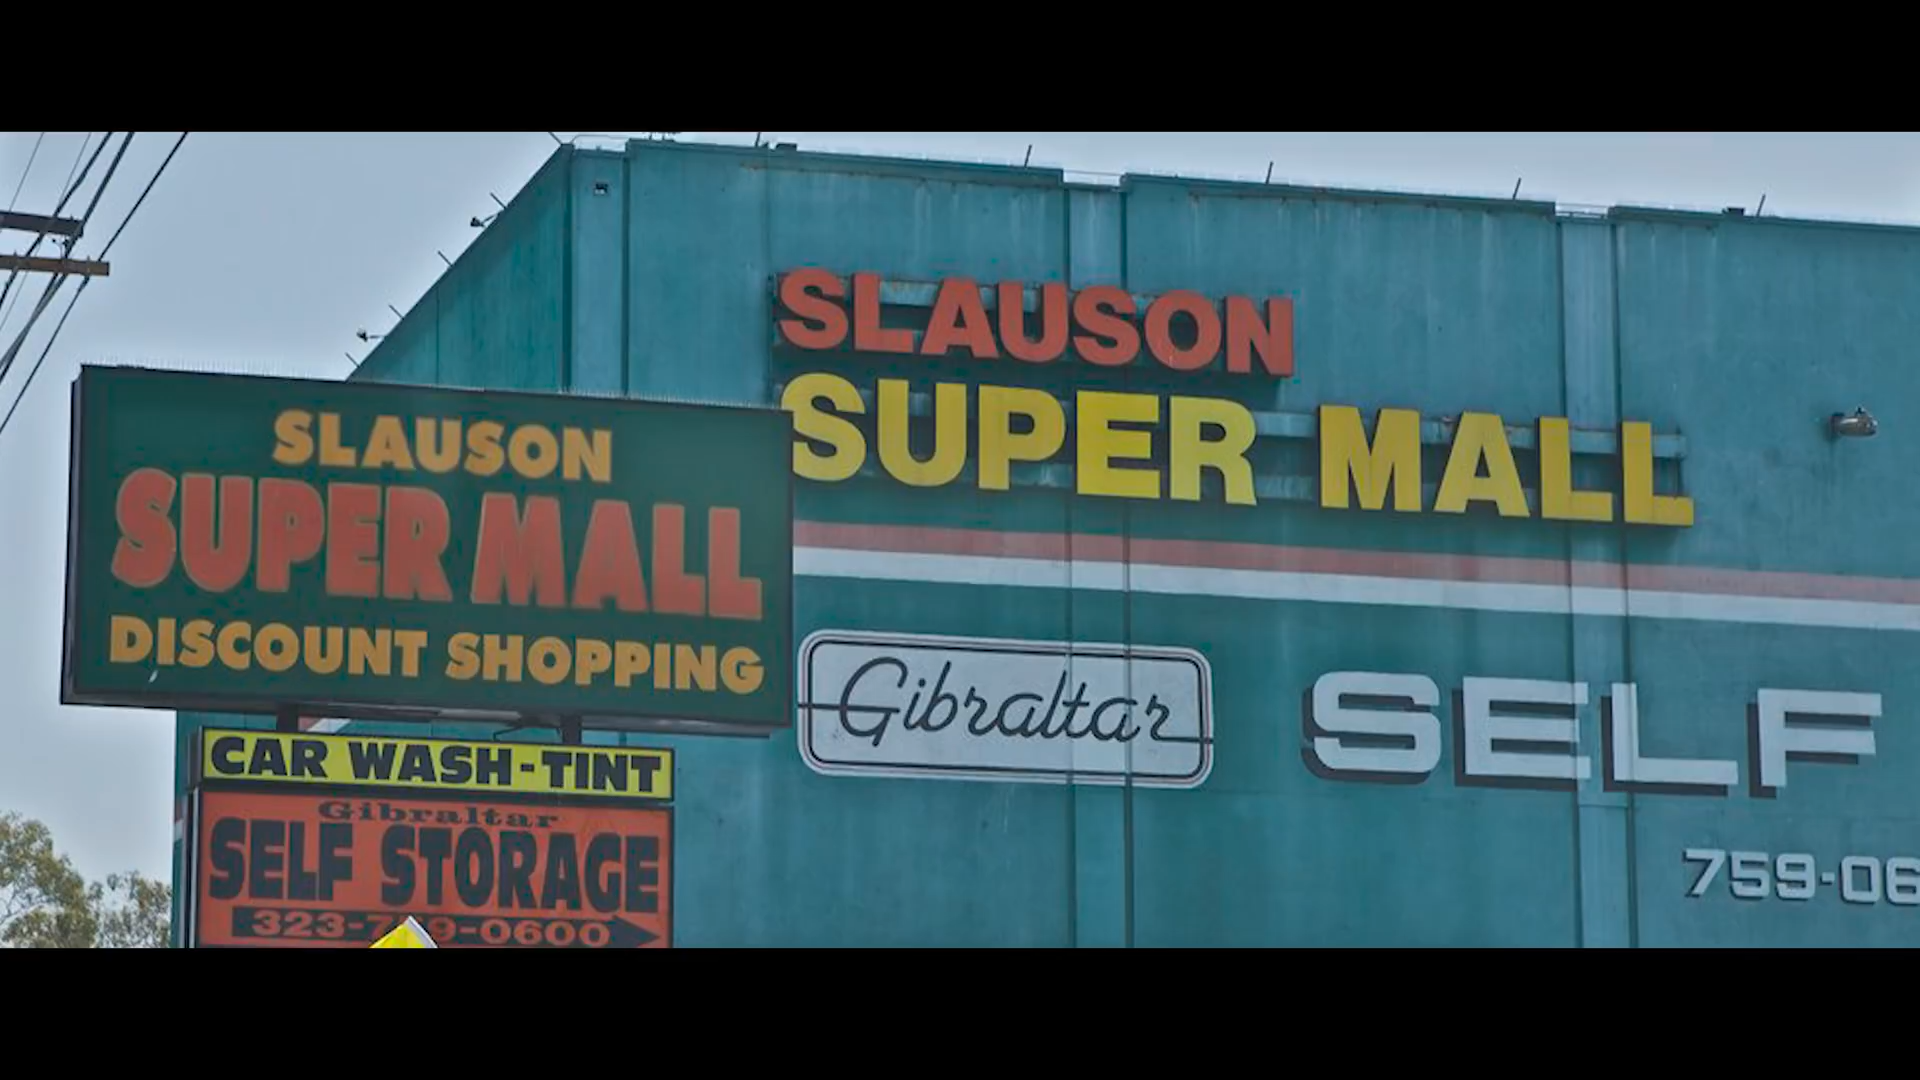 SLAUSON
SUPER MALL
DISCOUNT SHOPPING
CAR WASH-TINT
Gibraltar
SELF STORAGE
SLAUSON
SUPER MALL
Gibraltar
SELF